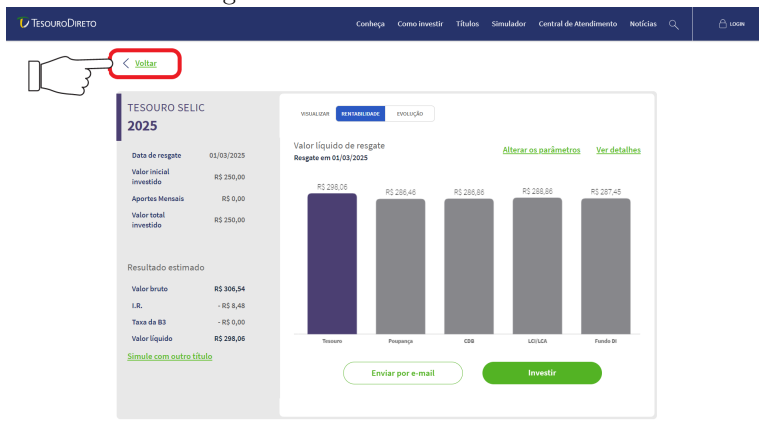 TESOURODIRETO
Conheça Como investir Títulos Simulador Central de Atendimento Notícias LOGIN
Voltar
TESOURO SELIC
2025
Data de resgate 01/03/2025
Valor inicial
investido R$ 250,00
Aportes Mensais R$ 0,00
Valor total
investido R$ 250,00
Resultado estimado
Valor bruto R$ 306,54
I.R. - R$ 8,48
Taxa da B3 - R$ 0,00
Valor líquido R$ 298,06
Simule com outro título
VISUALIZAR RENTABILIDADE EVOLUÇÃO
Valor líquido de resgate
Resgate em 01/03/2025
Alterar os parâmetros Ver detalhes
R$ 298,06 R$ 286,46 R$ 286,86 R$ 288,86 R$ 287,45
Tesouro Poupança CDB LCI/LCA Fundo DI
Enviar por e-mail Investir